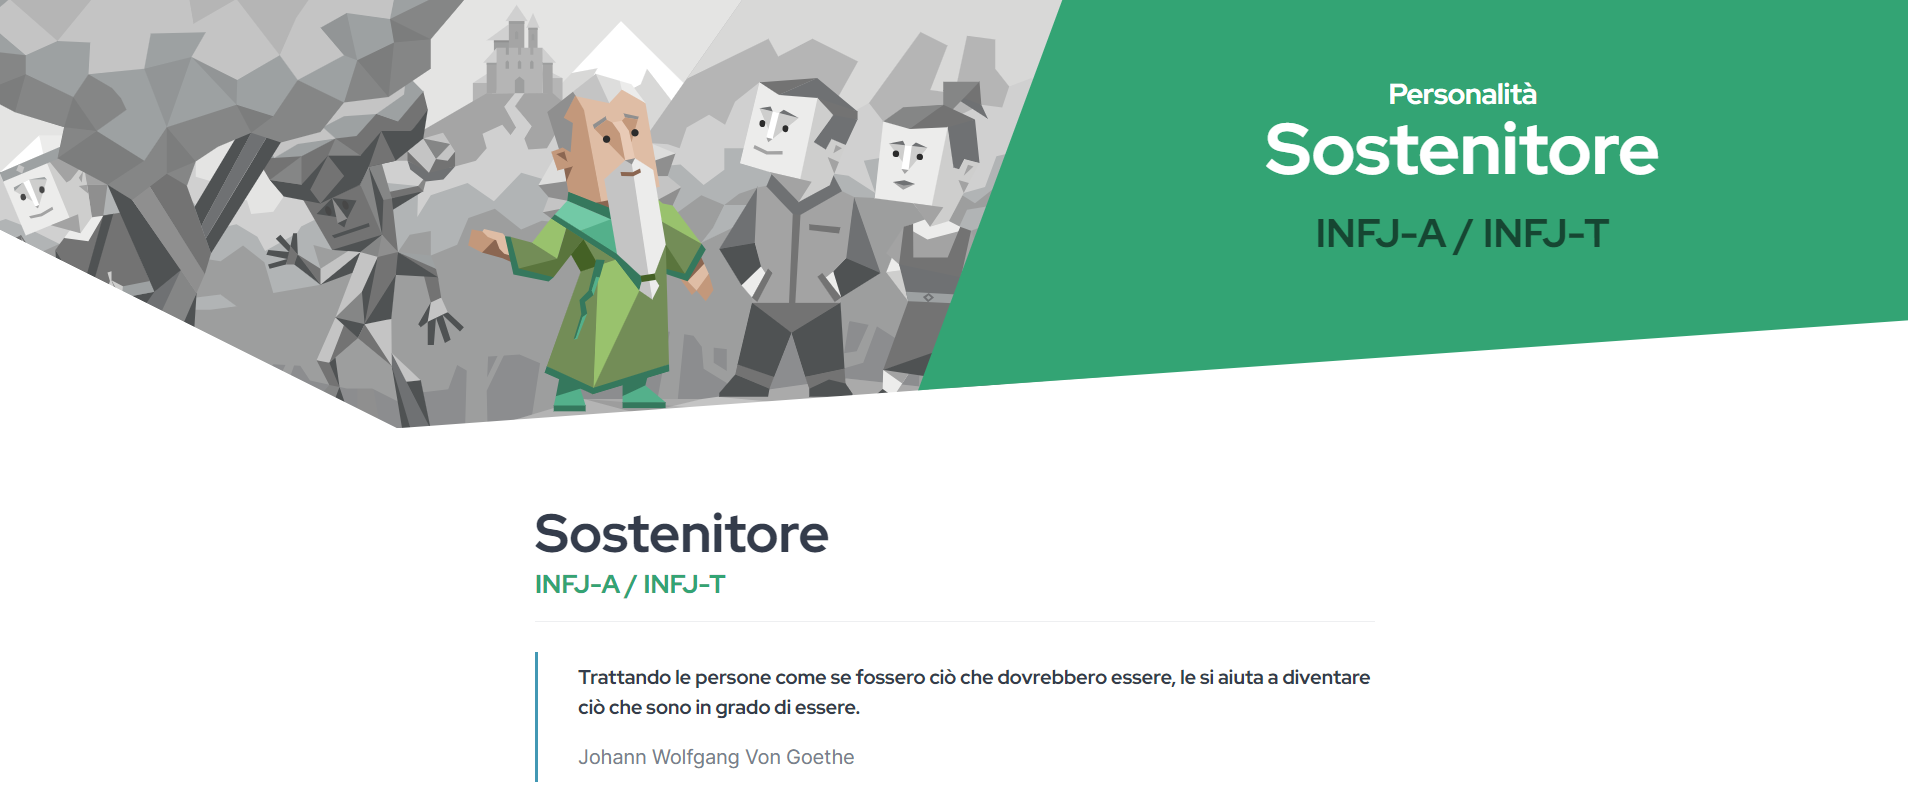 Personalità
Sostenitore
INFJ-A / INFJ-T
Sostenitore
INFJ-A / INFJ-T
Trattando le persone come se fossero ciò che dovrebbero essere, le si aiuta a diventare
ciò che sono in grado di essere.
Johann Wolfgang Von Goethe